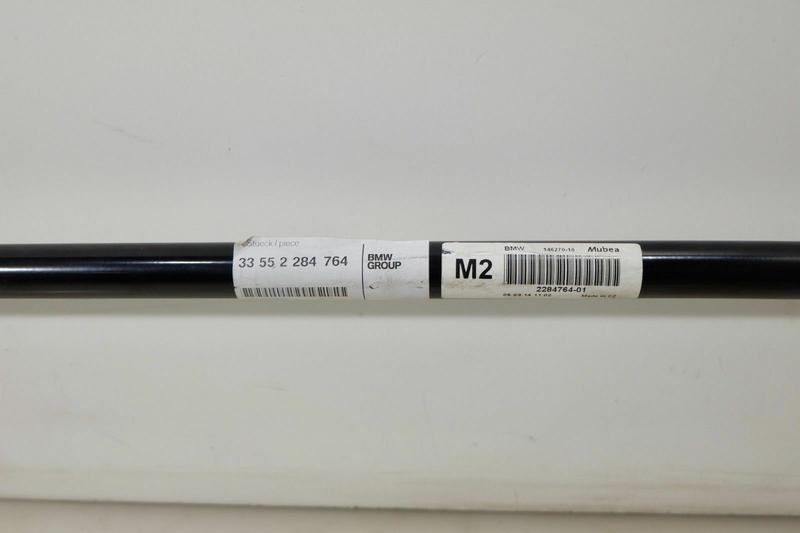 Stueck / piece
33 55 2 284 764
BMW
GROUP
BMW 146270-10 Mubea
M2
2284764-01
Made in CZ